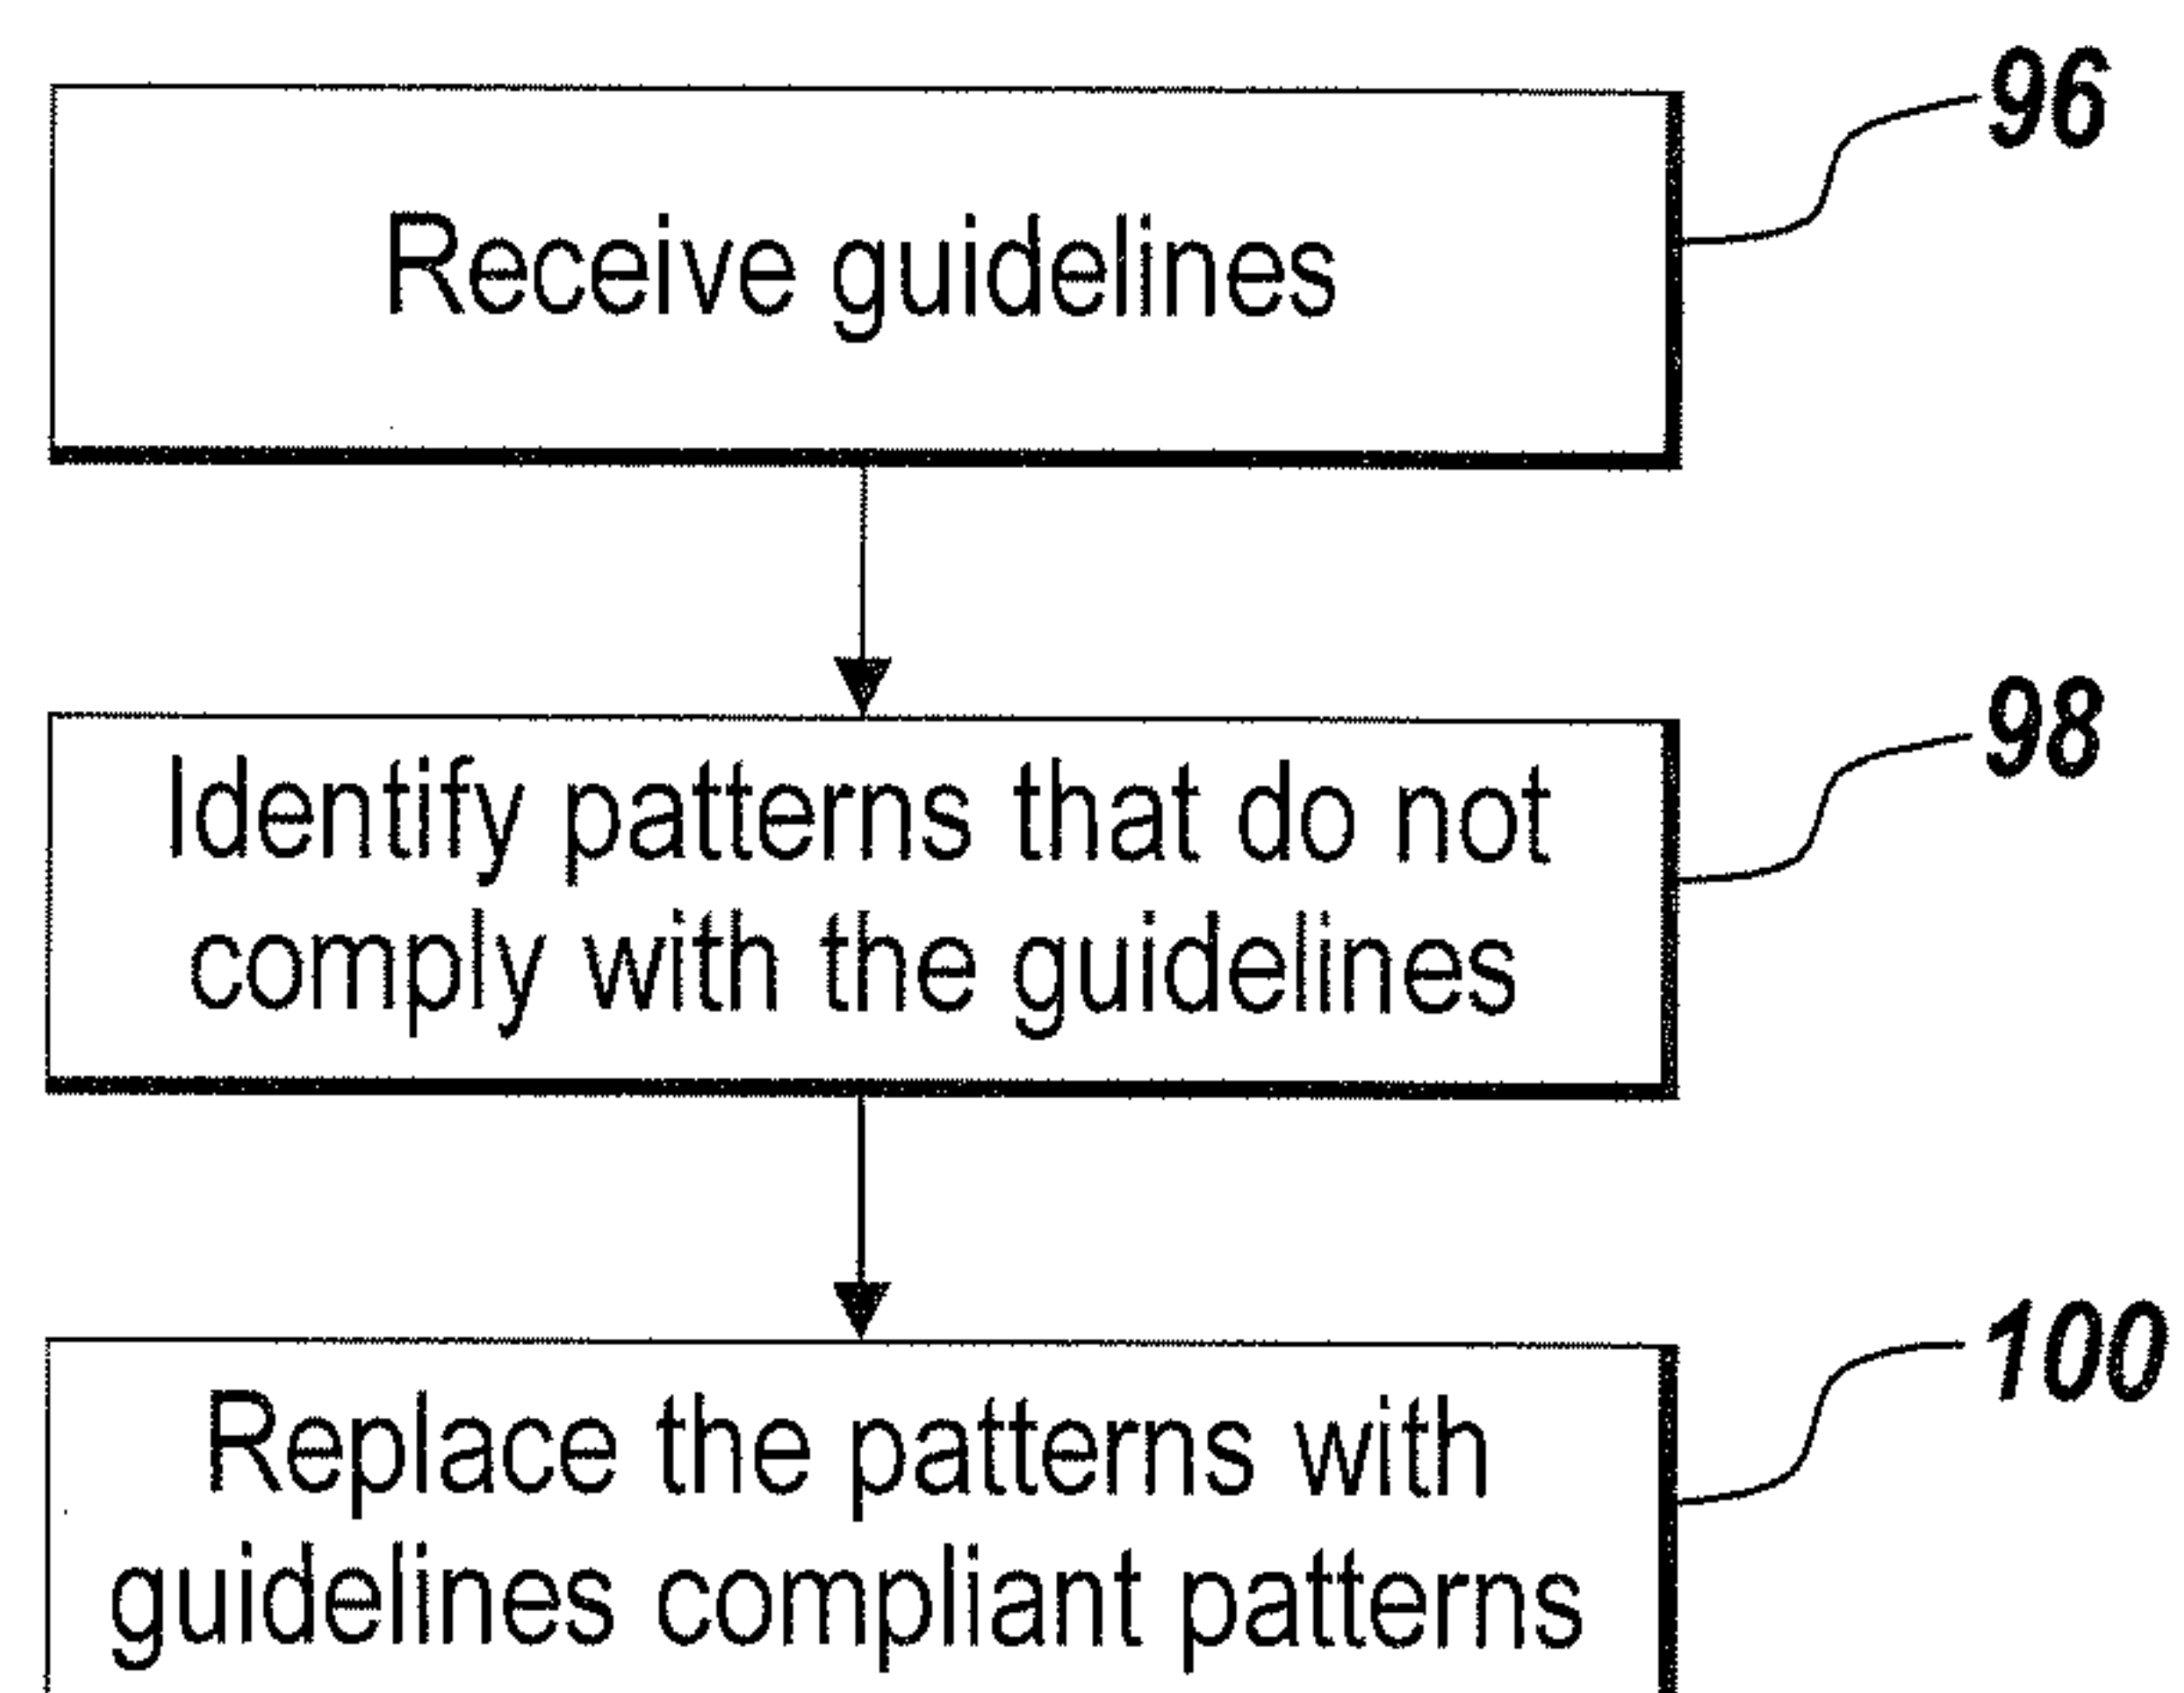 96
Receive guidelines
98
Identify patterns that do not
comply with the guidelines
100
Replace the patterns with
guidelines compliant patterns